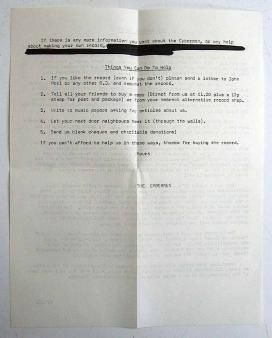 If there is any more information you want about the Cybermen, or any help
about making your own record,
Things You Can Do To Help
1. If you like the record (even if you don't) please send a letter to John
Peel or any other D.J. and request the record.
2. Tell all your friends to buy a copy (Direct from us at £1.00 plus a 12p
stamp for post and package) or from your nearest alternative record shop.
3. Write to music papers asking for articles about us.
4. Let your next door neighbours hear it (through the walls).
5. Send us blank cheques and charitable donations!
If you can't afford to help us in these ways, thanks for buying the record.
Yours
THE CYBERMEN